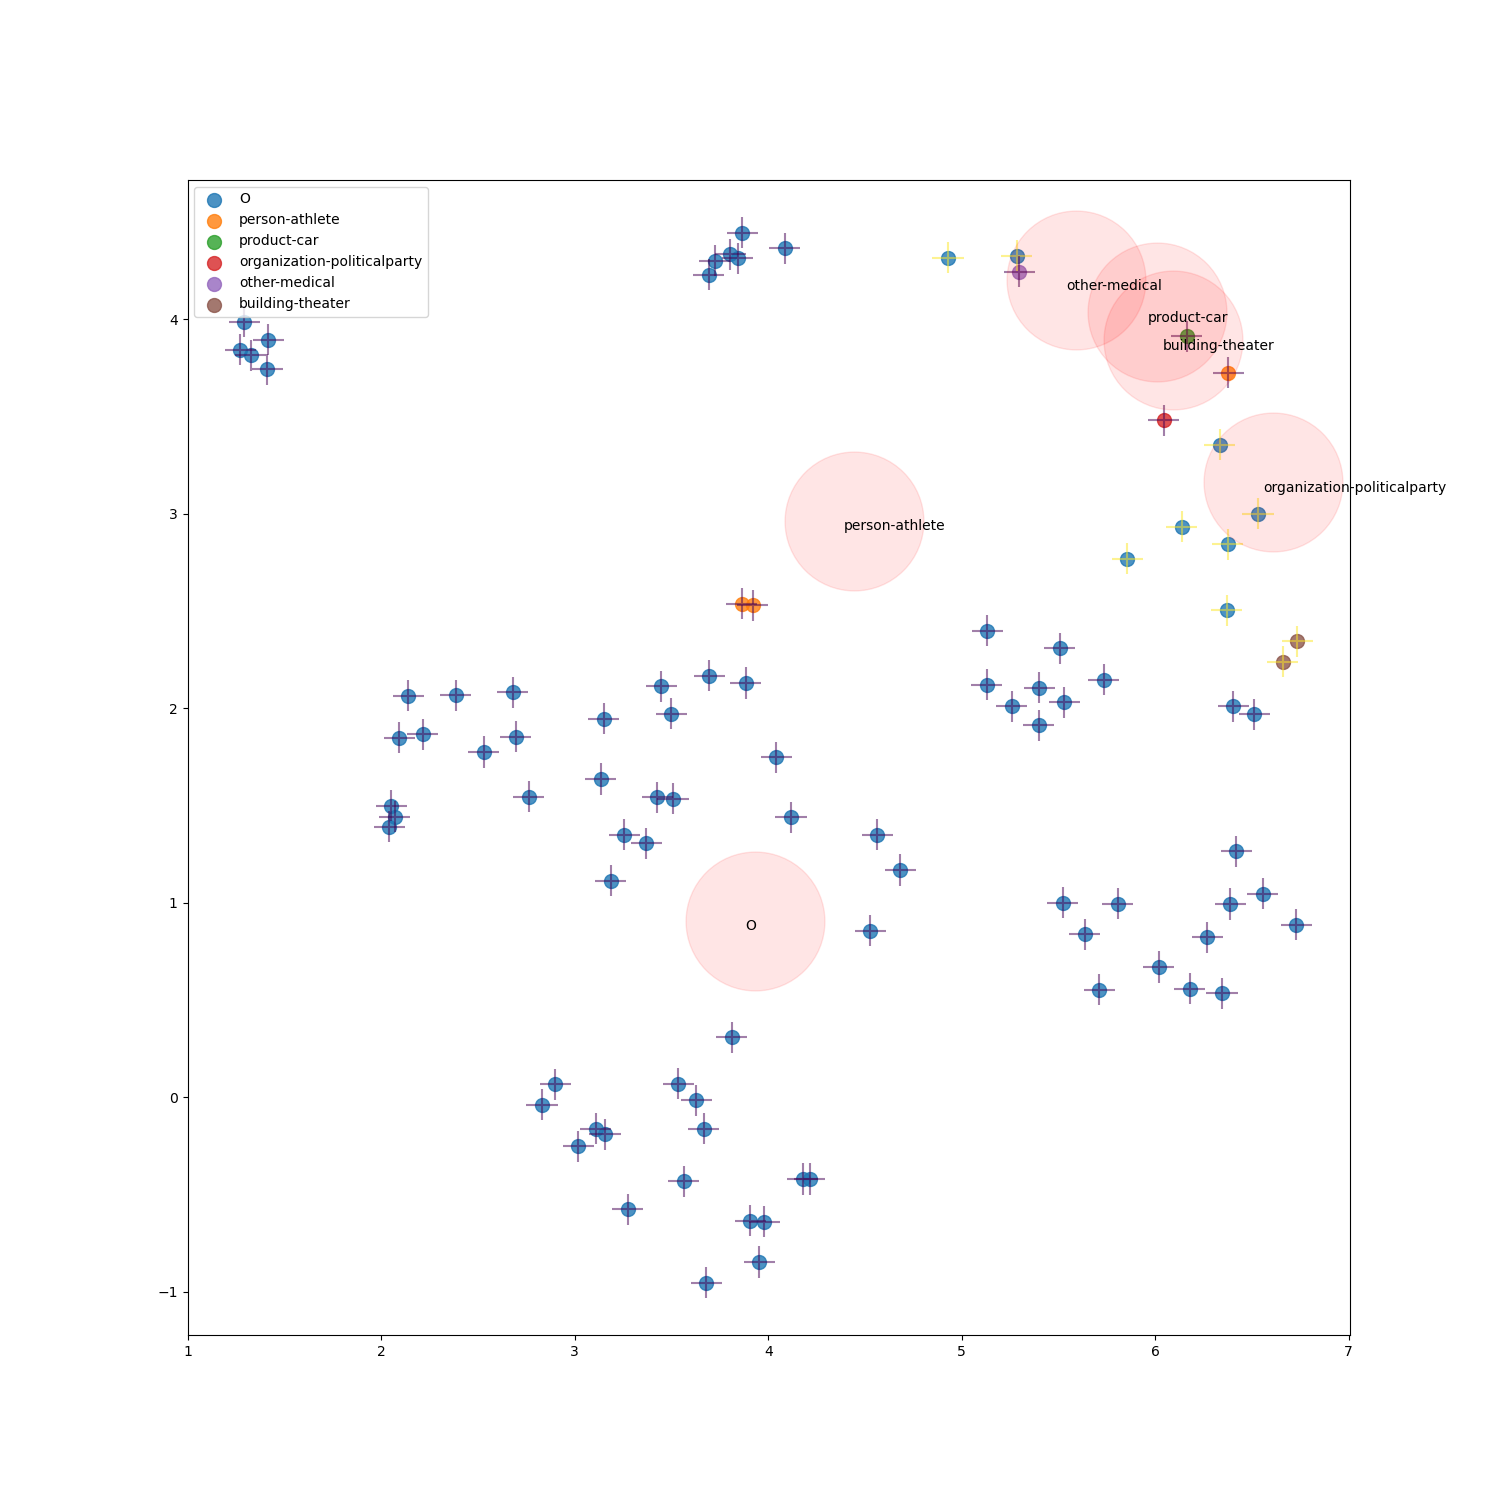 O
person-athlete
product-car
organization-politicalparty
other-medical
building-theater
other-medical
product-car
building-theater
organization-politicalparty
person-athlete
O
4
3
2
1
0
−1
1 2 3 4 5 6 7